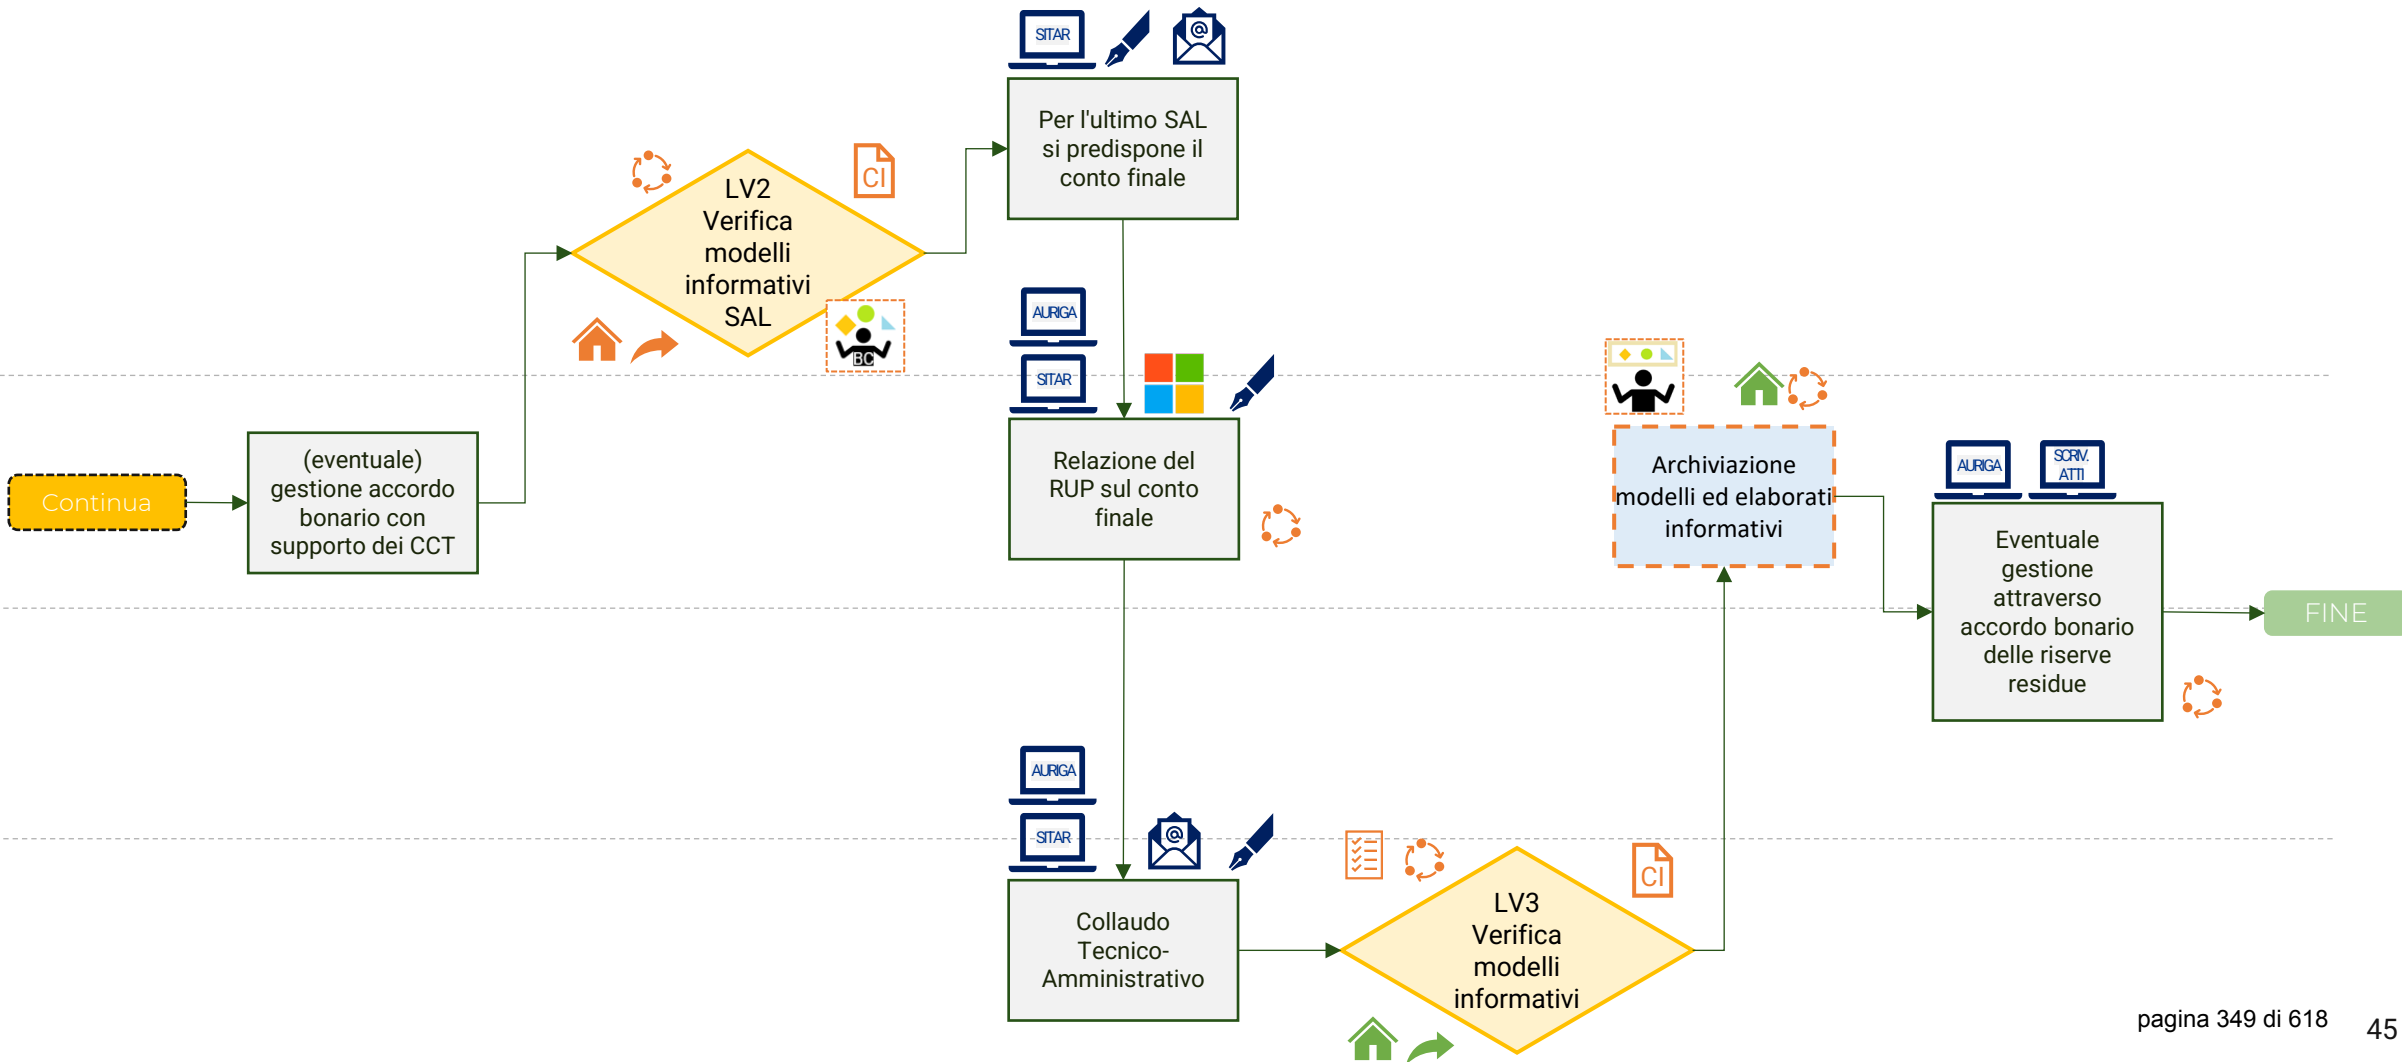 SITAR
Per l'ultimo SAL
si predispone il
conto finale
LV2
Verifica
modelli
informativi
SAL
CI
BC
AURIGA
SITAR
Continua
(eventuale)
gestione accordo
bonario con
supporto dei CCT
Relazione del
RUP sul conto
finale
Archiviazione
modelli ed elaborati
informativi
AURIGA
SCRIV.
ATTI
Eventuale
gestione
attraverso
accordo bonario
delle riserve
residue
FINE
AURIGA
SITAR
Collaudo
Tecnico-
Amministrativo
LV3
Verifica
modelli
informativi
CI
pagina 349 di 618
45